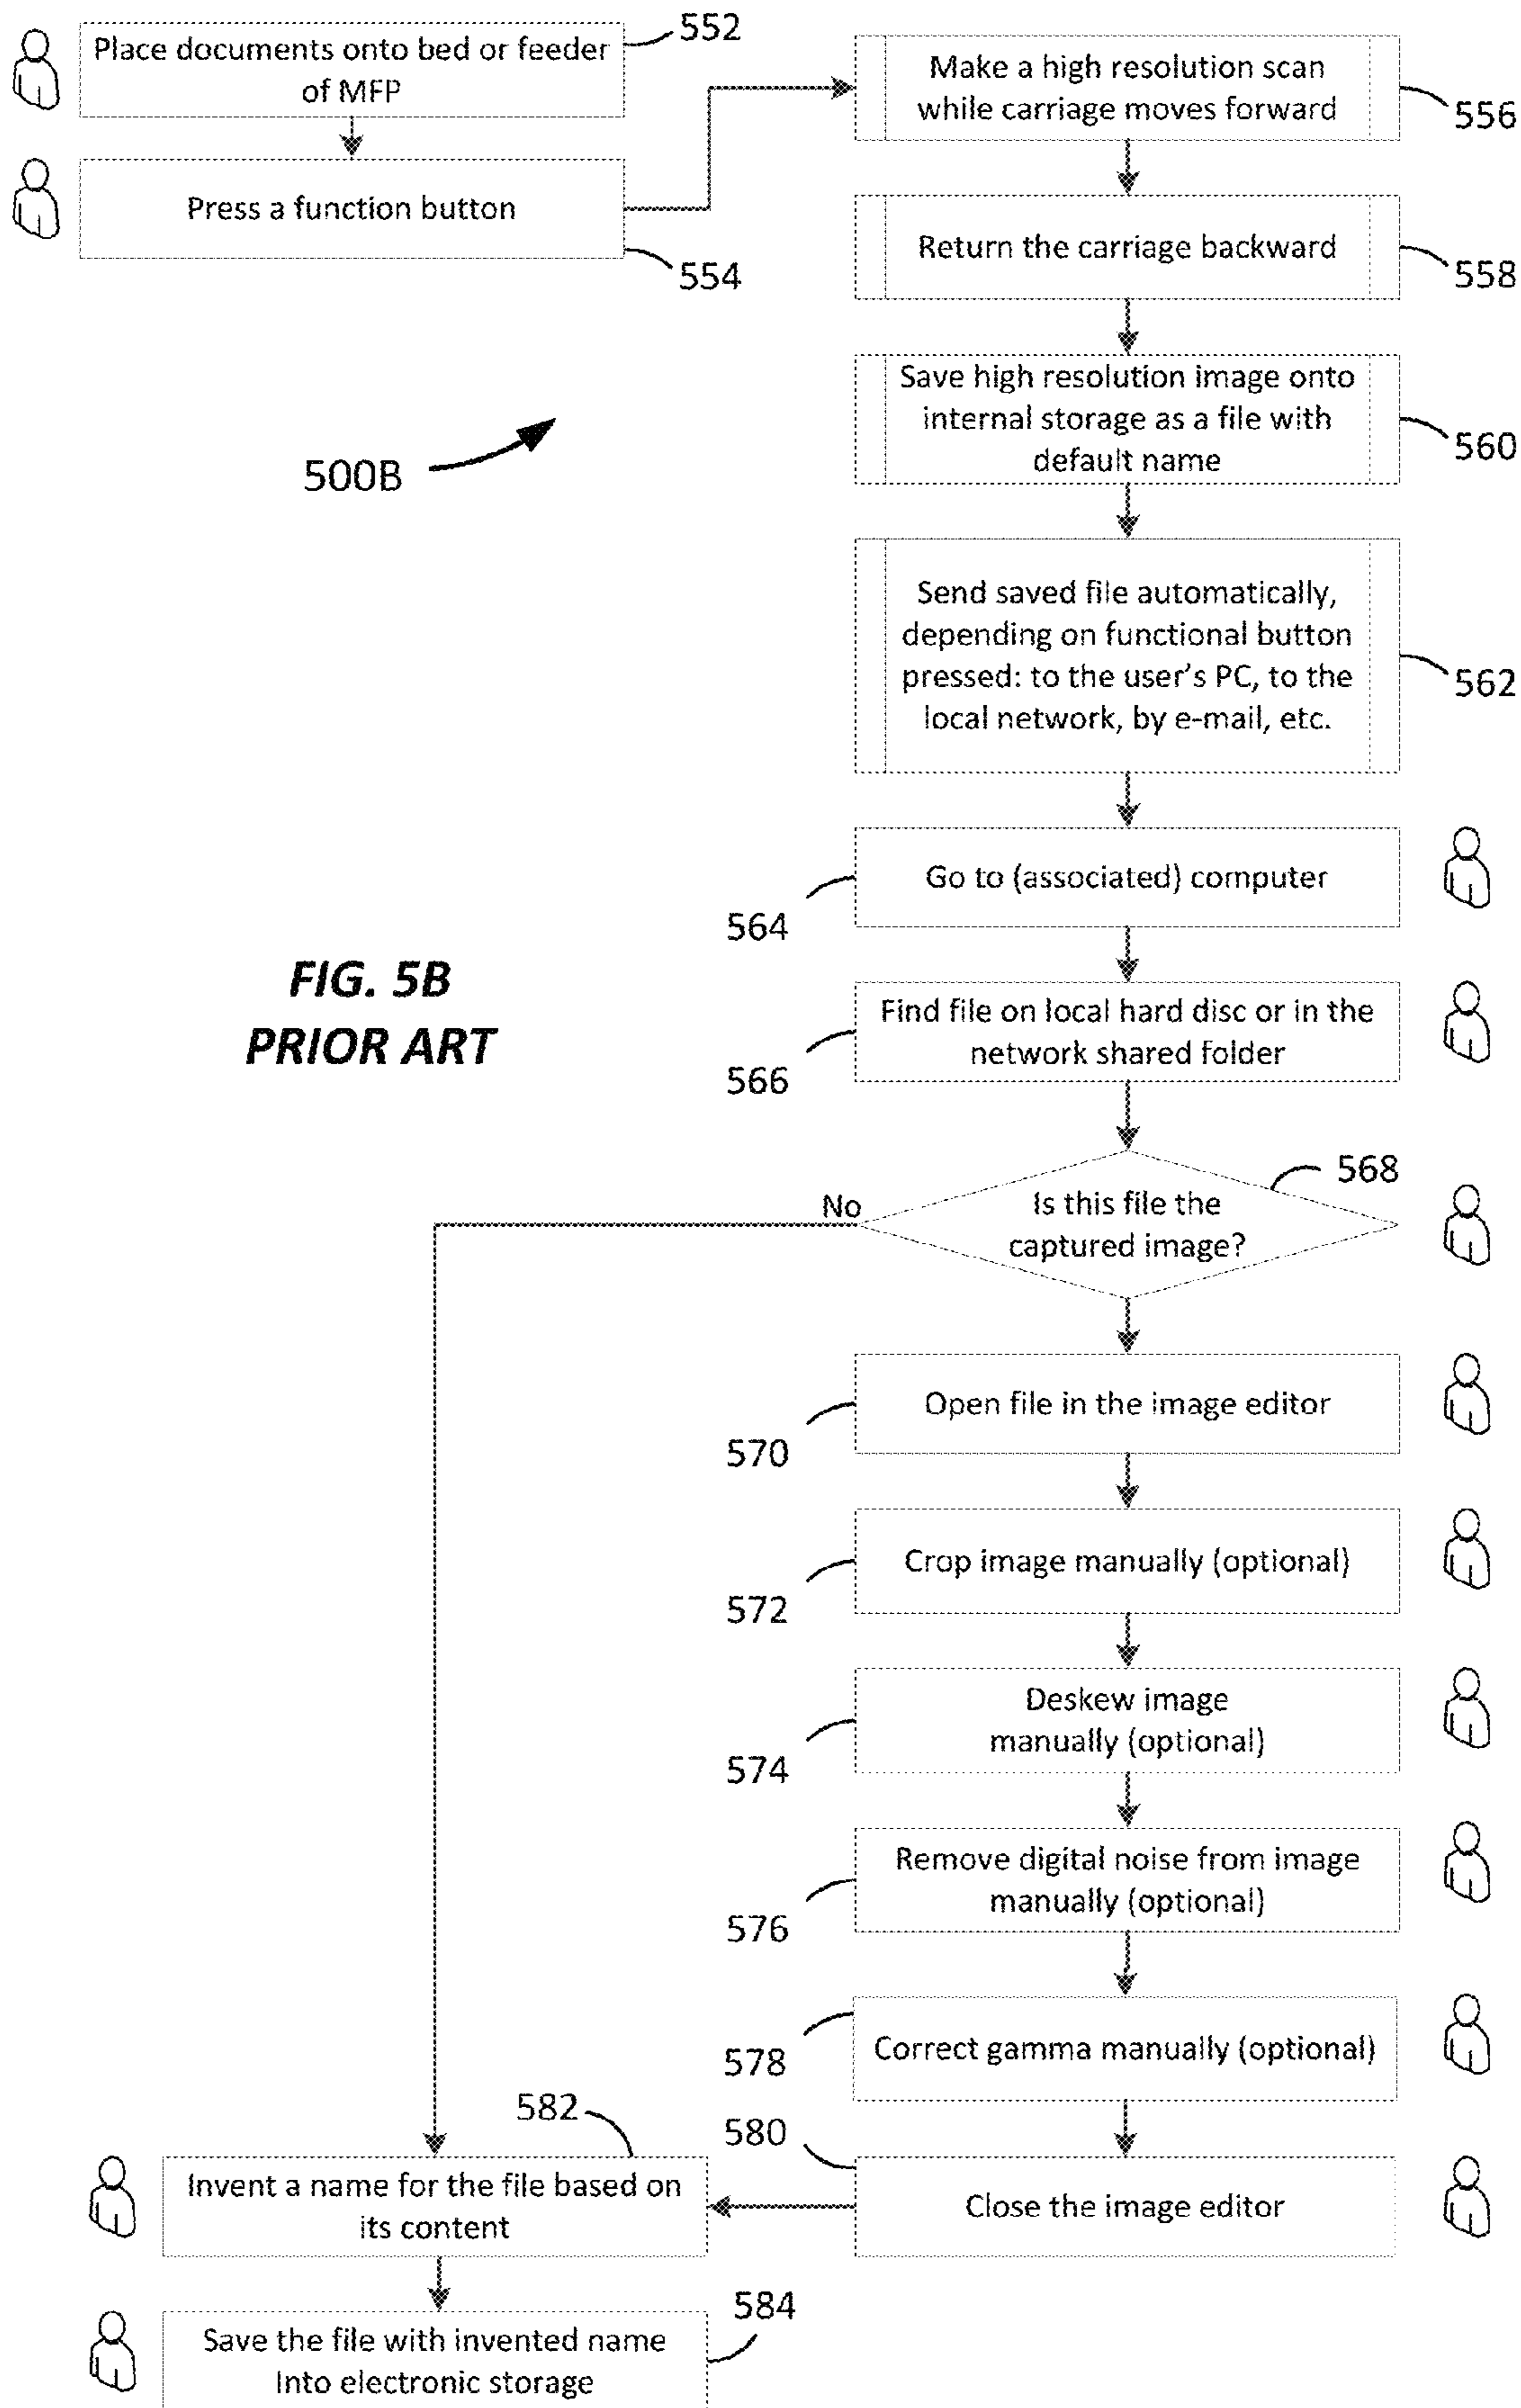 Place documents onto bed or feeder
of MFP
552
Press a function button
554
Make a high resolution scan
while carriage moves forward
556
Return the carriage backward
558
Save high resolution image onto
internal storage as a file with
default name
560
500B
Send saved file automatically,
depending on functional button
pressed: to the user's PC, to the
local network, by e-mail, etc.
562
Go to (associated) computer
564
FIG. 5B
PRIOR ART
Find file on local hard disc or in the
network shared folder
566
Is this file the
captured image?
568
No
Open file in the image editor
570
Crop image manually (optional)
572
Deskew image
manually (optional)
574
Remove digital noise from image
manually (optional)
576
Correct gamma manually (optional)
578
Close the image editor
580
582
Invent a name for the file based on
its content
Save the file with invented name
Into electronic storage
584